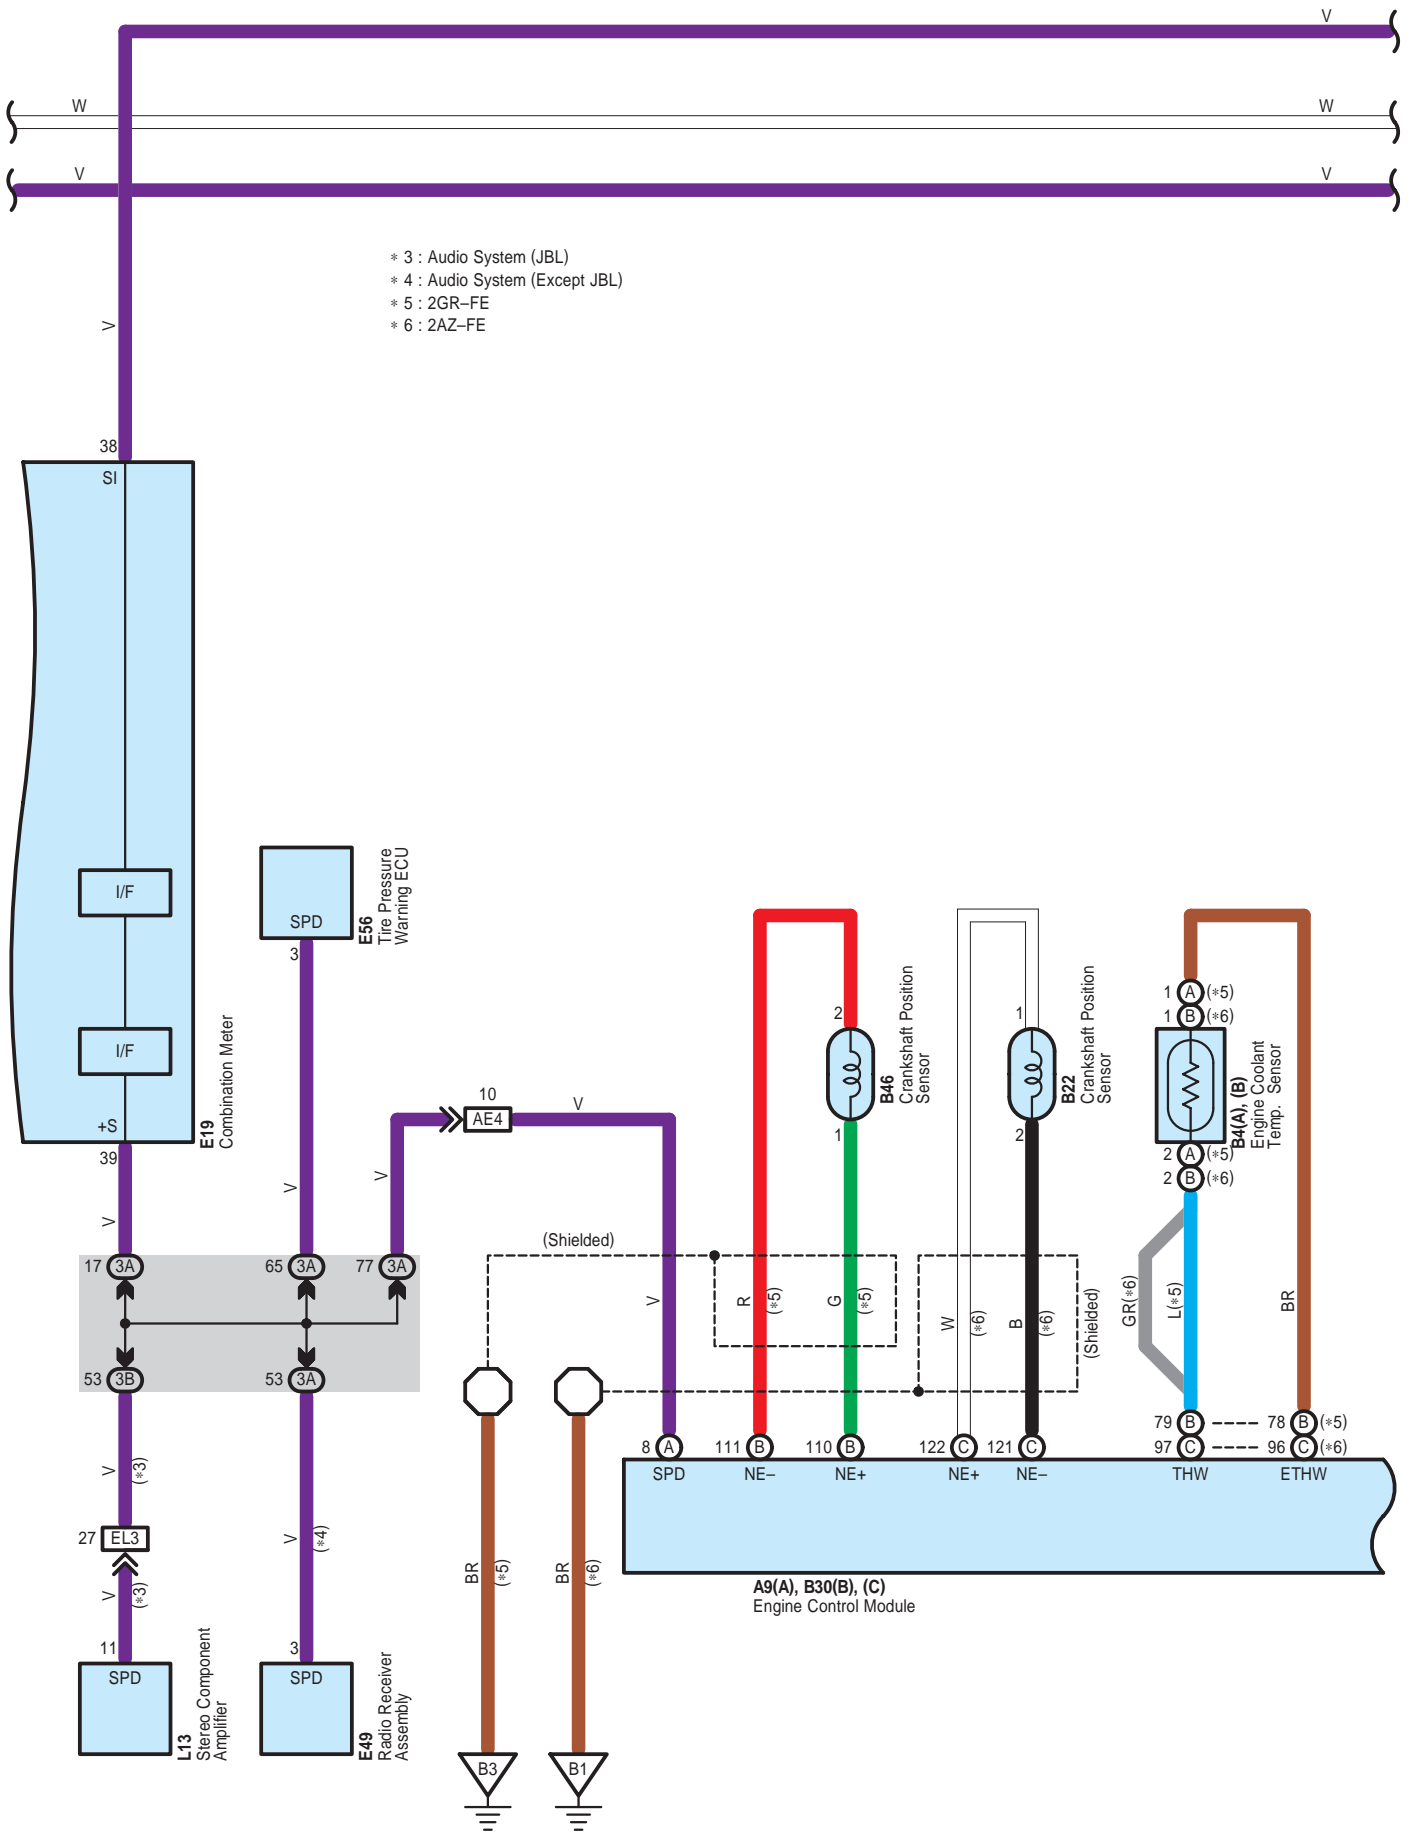 V
W
W
V
V
∗ 3 : Audio System (JBL)
∗ 4 : Audio System (Except JBL)
∗ 5 : 2GR–FE
∗ 6 : 2AZ–FE
V
38
SI
I/F
I/F
+S
39
E19
Combination Meter
SPD
3
E56
Tire Pressure
Warning ECU
V
V
V
10
AE4
V
17
3A
65
3A
77
3A
53
3B
53
3A
V
(∗3)
27
EL3
V
(∗3)
11
SPD
L13
Stereo Component
Amplifier
V
(∗4)
3
SPD
E49
Radio Receiver
Assembly
(Shielded)
BR
(∗5)
B3
BR
(∗6)
B1
V
8
A
SPD
R
(∗5)
111
B
NE–
2
B46
Crankshaft Position
Sensor
1
G
(∗5)
110
B
NE+
W
(∗6)
122
C
NE+
1
B22
Crankshaft Position
Sensor
2
B
(∗6)
121
C
NE–
(Shielded)
1
A
(∗5)
1
B
(∗6)
B4(A), (B)
Engine Coolant
Temp. Sensor
2
A
(∗5)
2
B
(∗6)
GR(∗6)
L(∗5)
BR
79
B
78
B
(∗5)
97
C
96
C
(∗6)
THW
ETHW
A9(A), B30(B), (C)
Engine Control Module